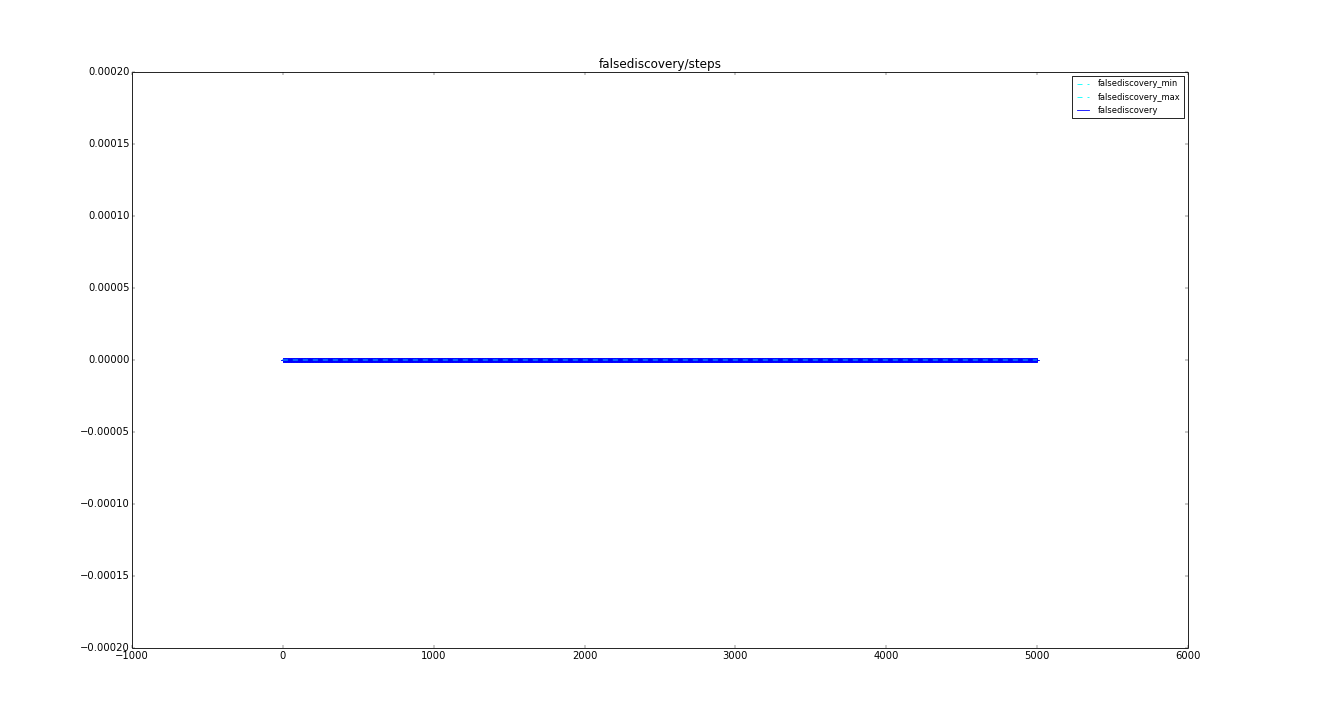 falsediscovery/steps
0.00020
0.00015
0.00010
0.00005
0.00000
−0.00005
−0.00010
−0.00015
−0.00020
−1000 0 1000 2000 3000 4000 5000 6000
falsediscovery_min
falsediscovery_max
falsediscovery